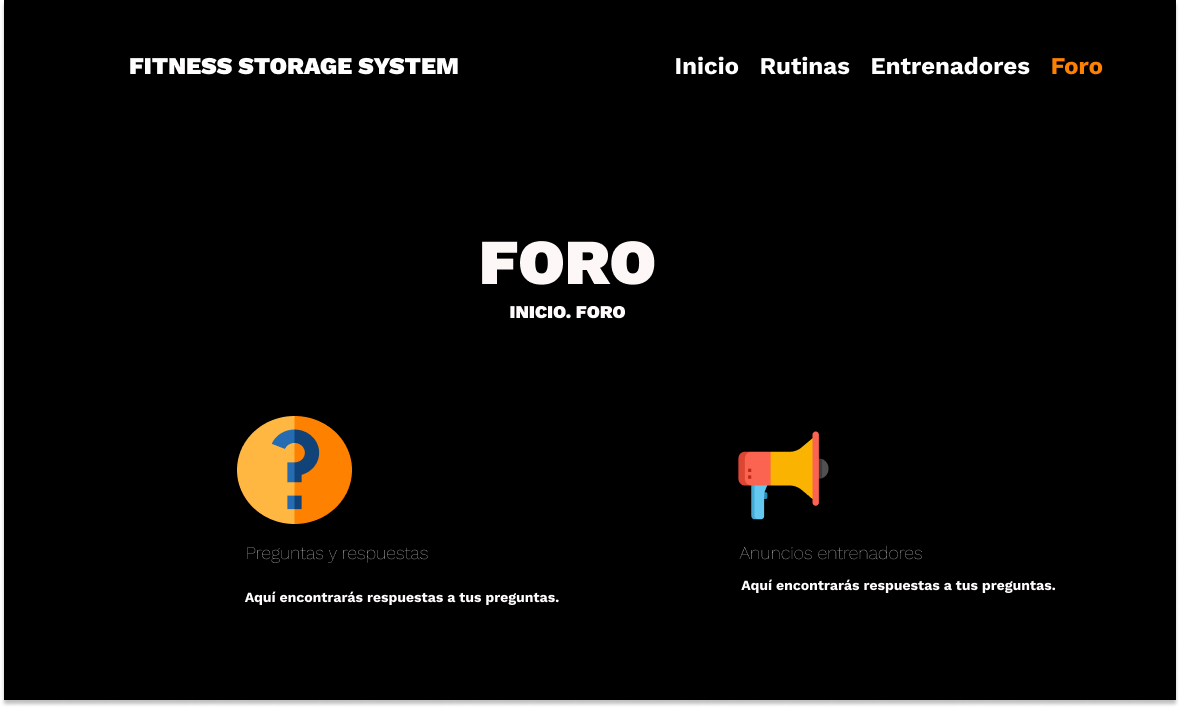 FITNESS STORAGE SYSTEM
Inicio Rutinas Entrenadores Foro
FORO
INICIO. FORO
Preguntas y respuestas
Aquí encontrarás respuestas a tus preguntas.
Anuncios entrenadores
Aquí encontrarás respuestas a tus preguntas.